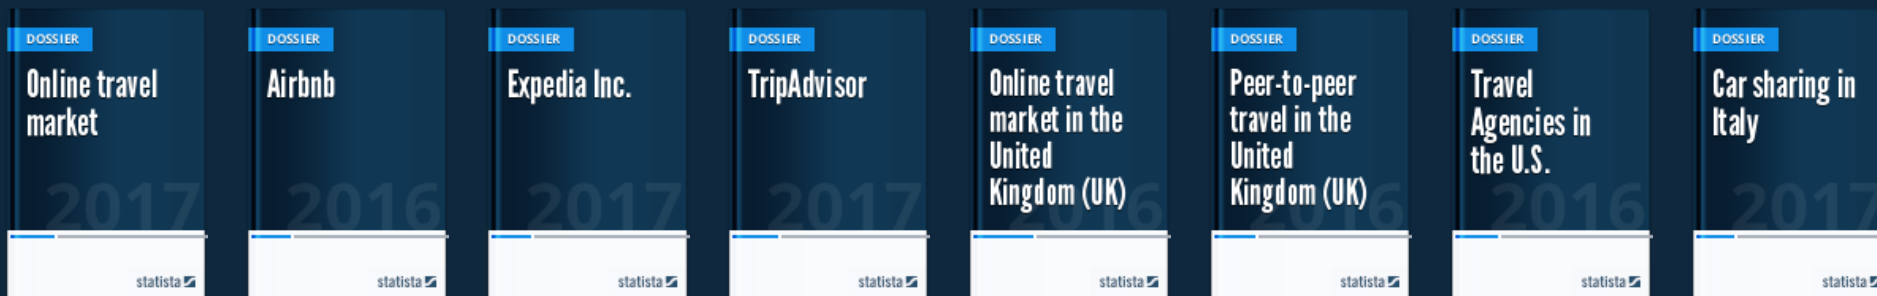 DOSSIER
Online travel
market
2017
statista
DOSSIER
Airbnb
2016
statista
DOSSIER
Expedia Inc.
2017
statista
DOSSIER
TripAdvisor
2017
statista
DOSSIER
Online travel
market in the
United
Kingdom (UK)
2016
statista
DOSSIER
Peer-to-peer
travel in the
United
Kingdom (UK)
2016
statista
DOSSIER
Travel
Agencies in
the U.S.
2016
statista
DOSSIER
Car sharing in
Italy
2017
statista